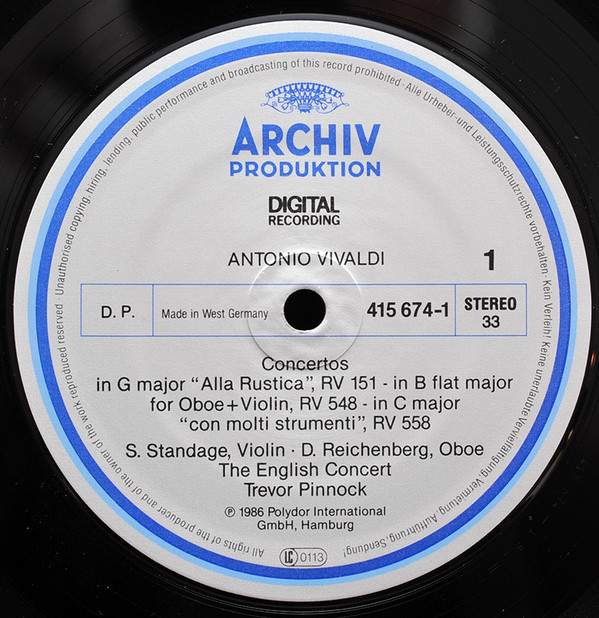 ARCHIV
PRODUKTION
DIGITAL
RECORDING
ANTONIO VIVALDI
1
D. P.
Made in West Germany
415 674-1
STEREO
33
Concertos
in G major “Alla Rustica”, RV 151 - in B flat major
for Oboe + Violin, RV 548 - in C major
“con molti strumenti”, RV 558
S. Standage, Violin · D. Reichenberg, Oboe
The English Concert
Trevor Pinnock
℗ 1986 Polydor International
GmbH, Hamburg
LC 0113
All rights of the producer and of the owner of the work reproduced reserved · Unauthorised copying, hiring, lending, public performance and broadcasting of this record prohibited · Alle Urheber- und Leistungsschutzrechte vorbehalten · Kein Verleih! Keine unerlaubte Vervielfältigung, Vermietung, Aufführung, Sendung!